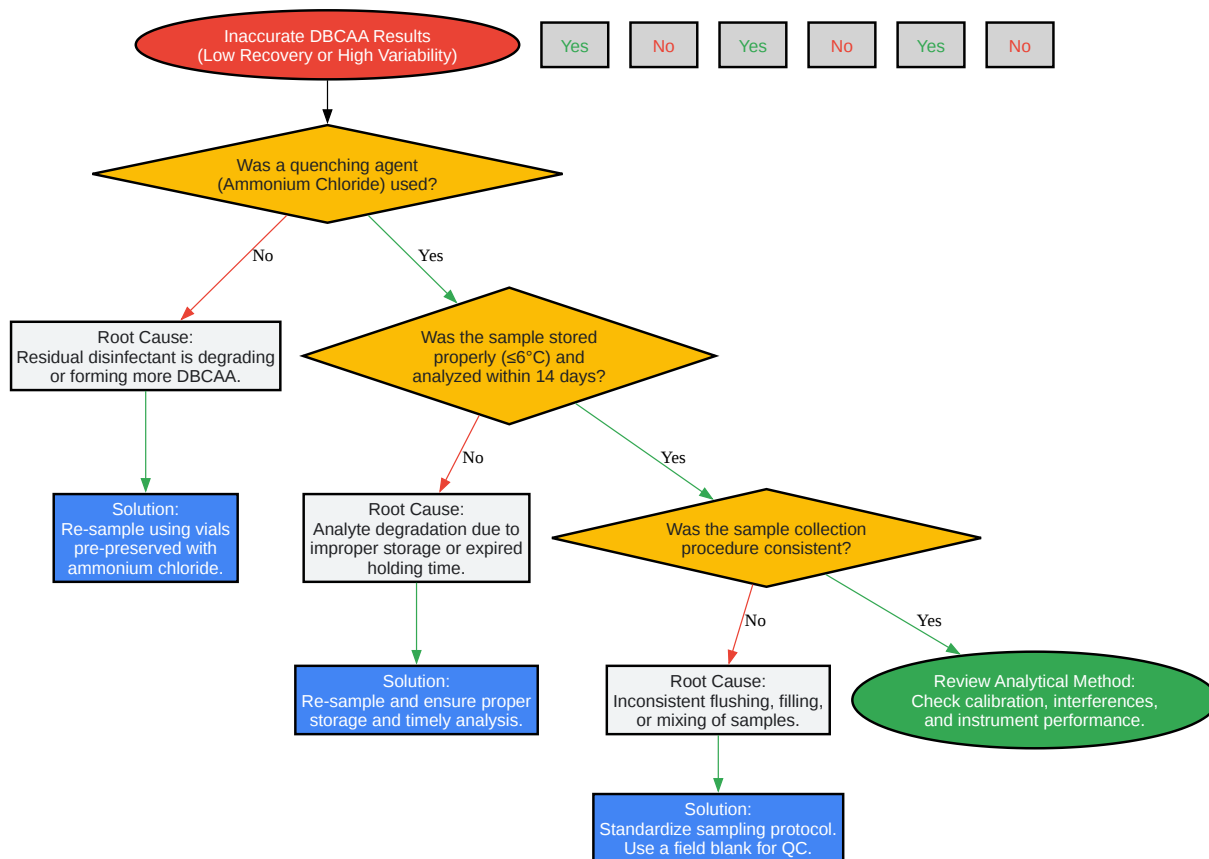 Inaccurate DBCAA Results
(Low Recovery or High Variability)
Yes
No
Yes
No
Yes
No
Was a quenching agent
(Ammonium Chloride) used?
No
Yes
Root Cause:
Residual disinfectant is degrading
or forming more DBCAA.
Was the sample stored
properly (≤6°C) and
analyzed within 14 days?
No
Yes
Solution:
Re-sample using vials
pre-preserved with
ammonium chloride.
Root Cause:
Analyte degradation due to
improper storage or expired
holding time.
Was the sample collection
procedure consistent?
No
Yes
Solution:
Re-sample and ensure proper
storage and timely analysis.
Root Cause:
Inconsistent flushing, filling,
or mixing of samples.
Review Analytical Method:
Check calibration, interferences,
and instrument performance.
Solution:
Standardize sampling protocol.
Use a field blank for QC.